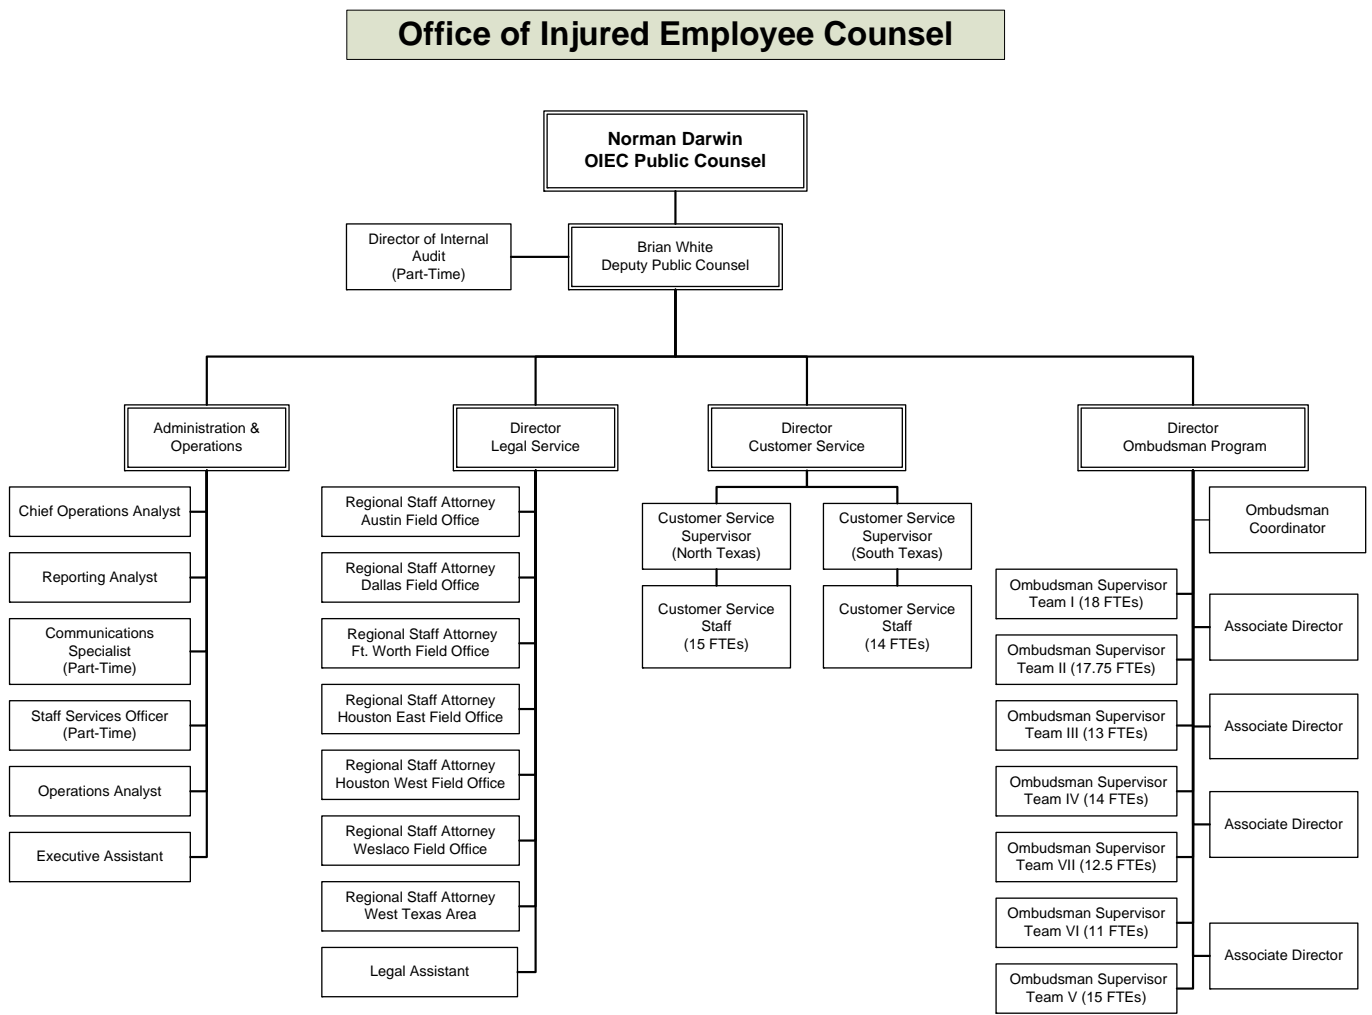 Office of Injured Employee Counsel
Norman Darwin
OIEC Public Counsel
Director of Internal
Audit
(Part-Time)
Brian White
Deputy Public Counsel
Administration &
Operations
Chief Operations Analyst
Reporting Analyst
Communications
Specialist
(Part-Time)
Staff Services Officer
(Part-Time)
Operations Analyst
Executive Assistant
Director
Legal Service
Regional Staff Attorney
Austin Field Office
Regional Staff Attorney
Dallas Field Office
Regional Staff Attorney
Ft. Worth Field Office
Regional Staff Attorney
Houston East Field Office
Regional Staff Attorney
Houston West Field Office
Regional Staff Attorney
Weslaco Field Office
Regional Staff Attorney
West Texas Area
Legal Assistant
Director
Customer Service
Customer Service
Supervisor
(North Texas)
Customer Service
Staff
(15 FTEs)
Customer Service
Supervisor
(South Texas)
Customer Service
Staff
(14 FTEs)
Director
Ombudsman Program
Ombudsman Supervisor
Team I (18 FTEs)
Ombudsman Supervisor
Team II (17.75 FTEs)
Ombudsman Supervisor
Team III (13 FTEs)
Ombudsman Supervisor
Team IV (14 FTEs)
Ombudsman Supervisor
Team VII (12.5 FTEs)
Ombudsman Supervisor
Team VI (11 FTEs)
Ombudsman Supervisor
Team V (15 FTEs)
Ombudsman
Coordinator
Associate Director
Associate Director
Associate Director
Associate Director